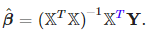 𝜷̂ = (𝕏ᵀ𝕏)⁻¹𝕏ᵀ𝐘.